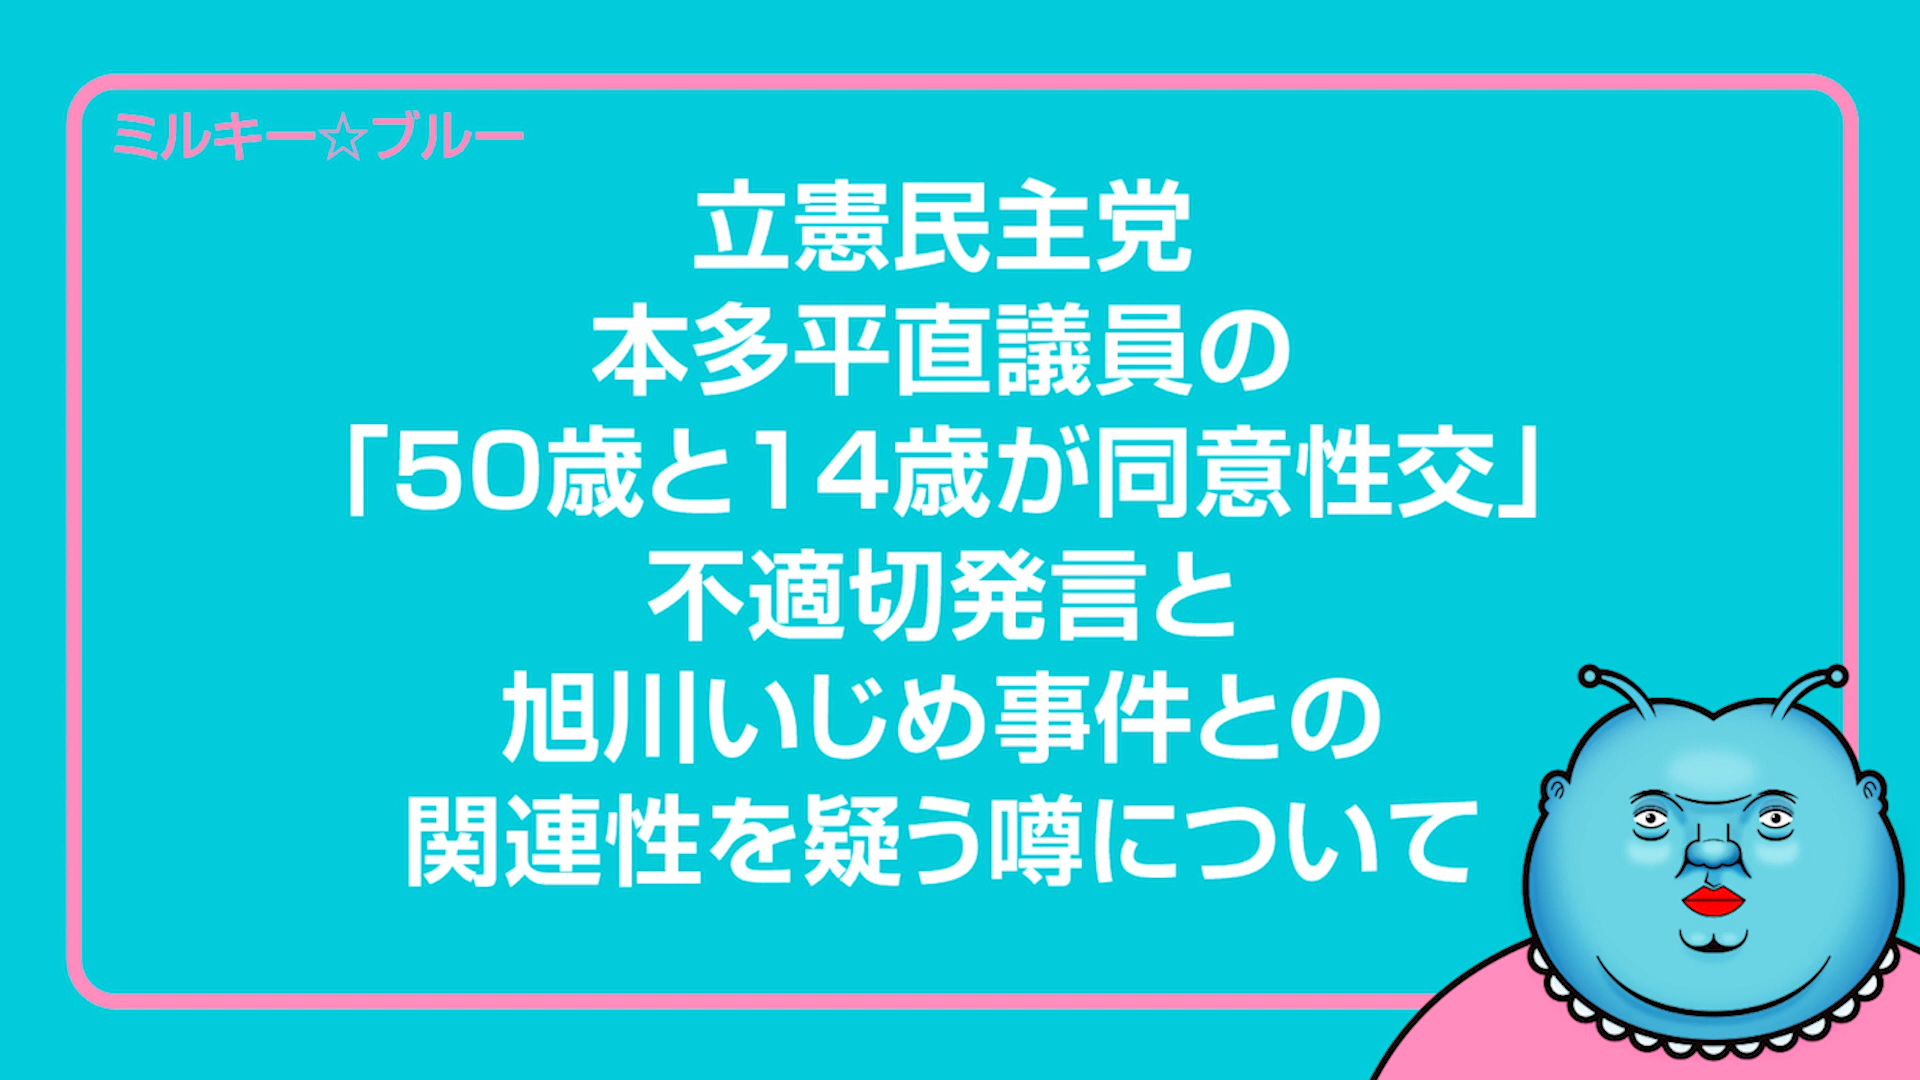 ミルキー☆ブルー
立憲民主党
本多平直議員の
「50歳と14歳が同意性交」
不適切発言と
旭川いじめ事件との
関連性を疑う噂について